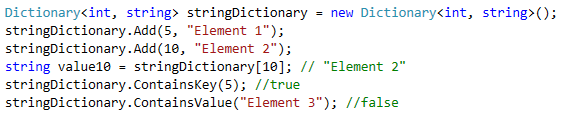 Dictionary<int, string> stringDictionary = new Dictionary<int, string>();
stringDictionary.Add(5, "Element 1");
stringDictionary.Add(10, "Element 2");
string value10 = stringDictionary[10]; // "Element 2"
stringDictionary.ContainsKey(5); //true
stringDictionary.ContainsValue("Element 3"); //false